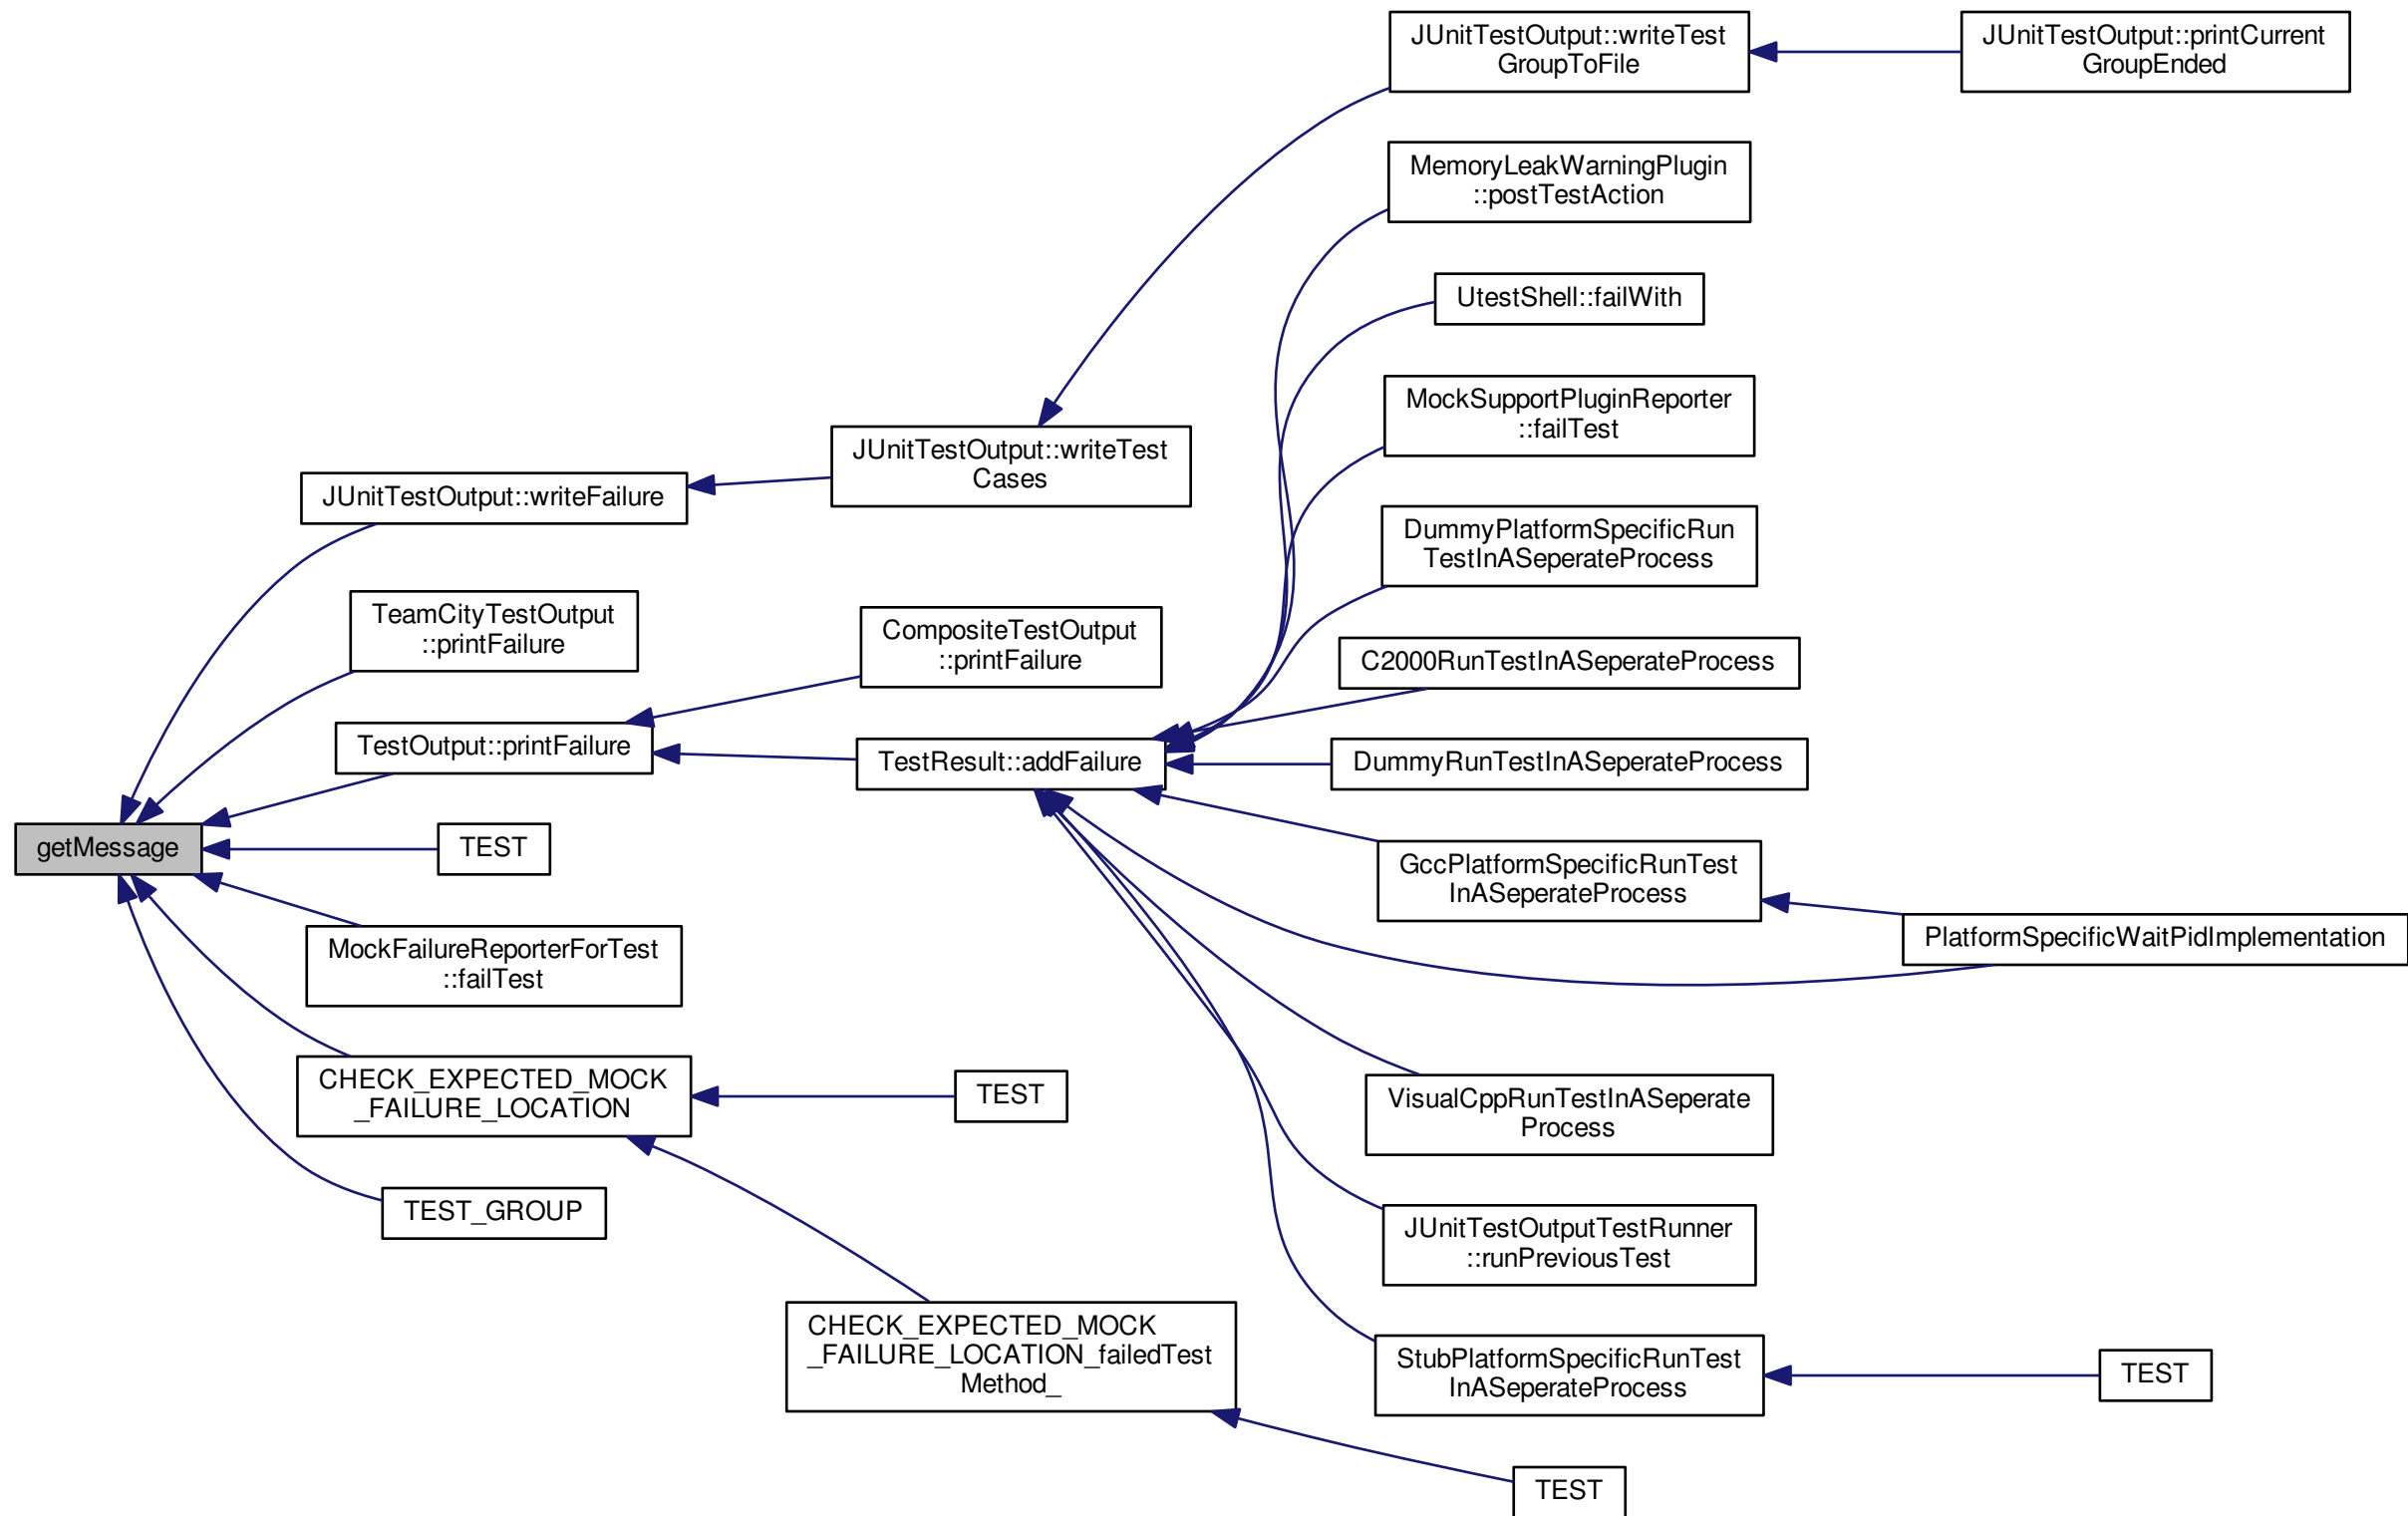 JUnitTestOutput::writeTest
GroupToFile
JUnitTestOutput::printCurrent
GroupEnded
MemoryLeakWarningPlugin
::postTestAction
UtestShell::failWith
MockSupportPluginReporter
::failTest
JUnitTestOutput::writeTest
Cases
JUnitTestOutput::writeFailure
DummyPlatformSpecificRun
TestInASeperateProcess
TeamCityTestOutput
::printFailure
CompositeTestOutput
::printFailure
C2000RunTestInASeperateProcess
TestOutput::printFailure
TestResult::addFailure
DummyRunTestInASeperateProcess
getMessage
TEST
GccPlatformSpecificRunTest
InASeperateProcess
PlatformSpecificWaitPidImplementation
MockFailureReporterForTest
::failTest
CHECK_EXPECTED_MOCK
_FAILURE_LOCATION
TEST
VisualCppRunTestInASeperate
Process
TEST_GROUP
JUnitTestOutputTestRunner
::runPreviousTest
CHECK_EXPECTED_MOCK
_FAILURE_LOCATION_failedTest
Method_
StubPlatformSpecificRunTest
InASeperateProcess
TEST
TEST